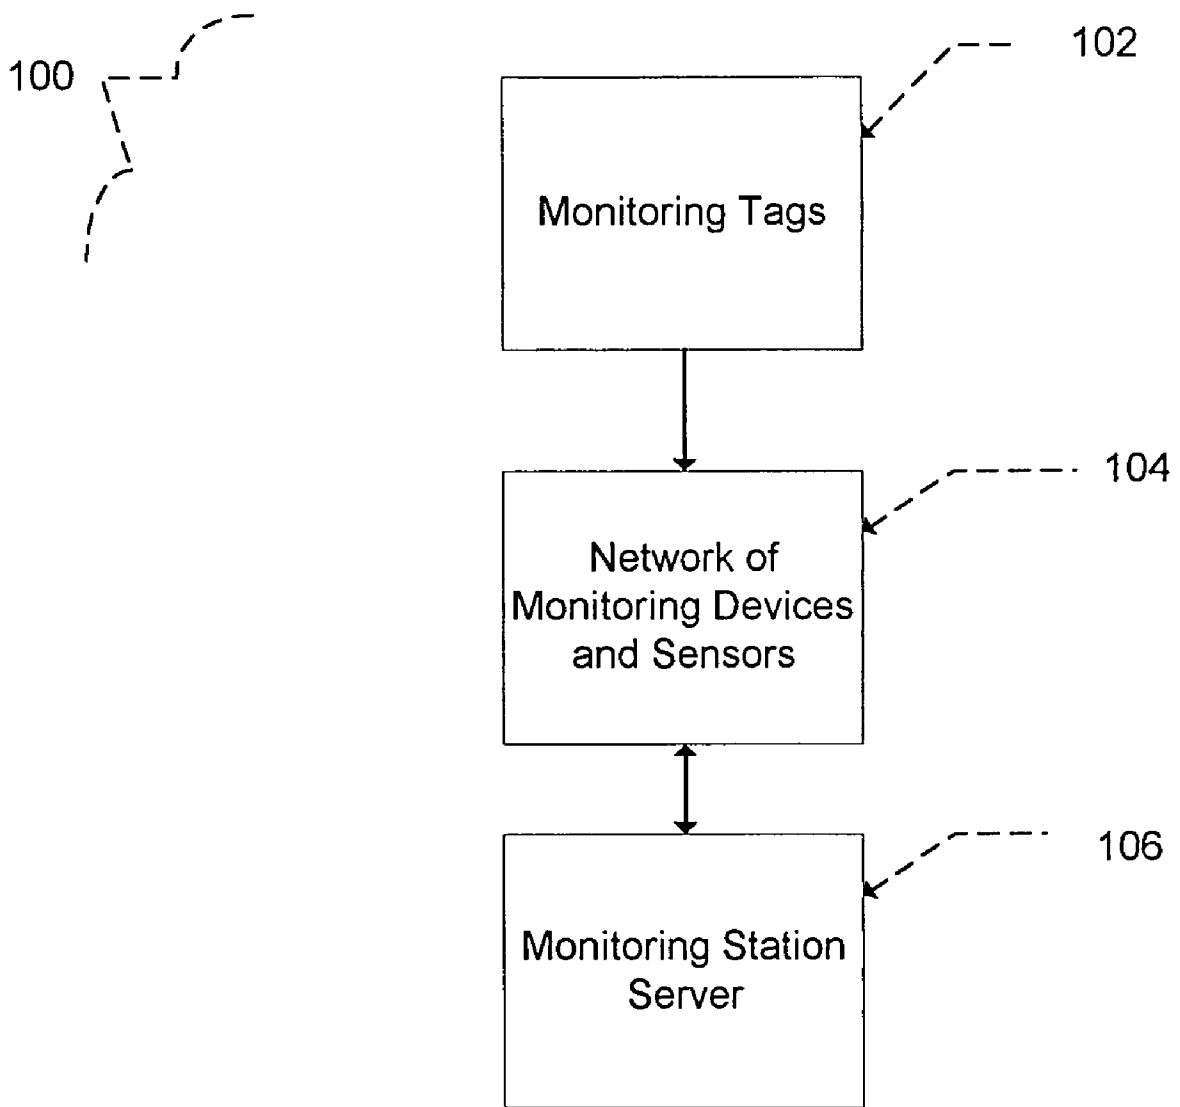 100
102
Monitoring Tags
104
Network of
Monitoring Devices
and Sensors
106
Monitoring Station
Server